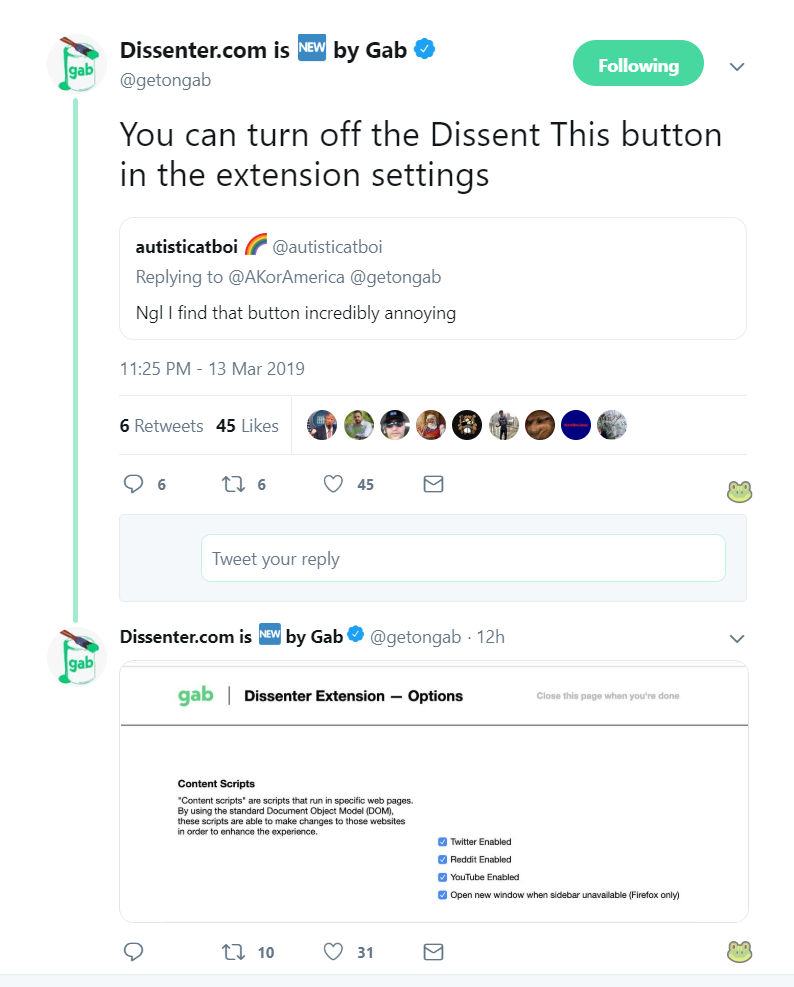 Dissenter.com is NEW by Gab
@getongab
Following
gab
You can turn off the Dissent This button
in the extension settings
autisticatboi @autisticatboi
Replying to @AKorAmerica @getongab
Ngl I find that button incredibly annoying
11:25 PM - 13 Mar 2019
6 Retweets 45 Likes
6 6 45
Tweet your reply
gab
Dissenter.com is NEW by Gab @getongab · 12h
gab | Dissenter Extension — Options Close this page when you're done
Content Scripts
"Content scripts" are scripts that run in specific web pages.
By using the standard Document Object Model (DOM),
these scripts are able to make changes to those websites
in order to enhance the experience.
Twitter Enabled
Reddit Enabled
YouTube Enabled
Open new window when sidebar unavailable (Firefox only)
10 31